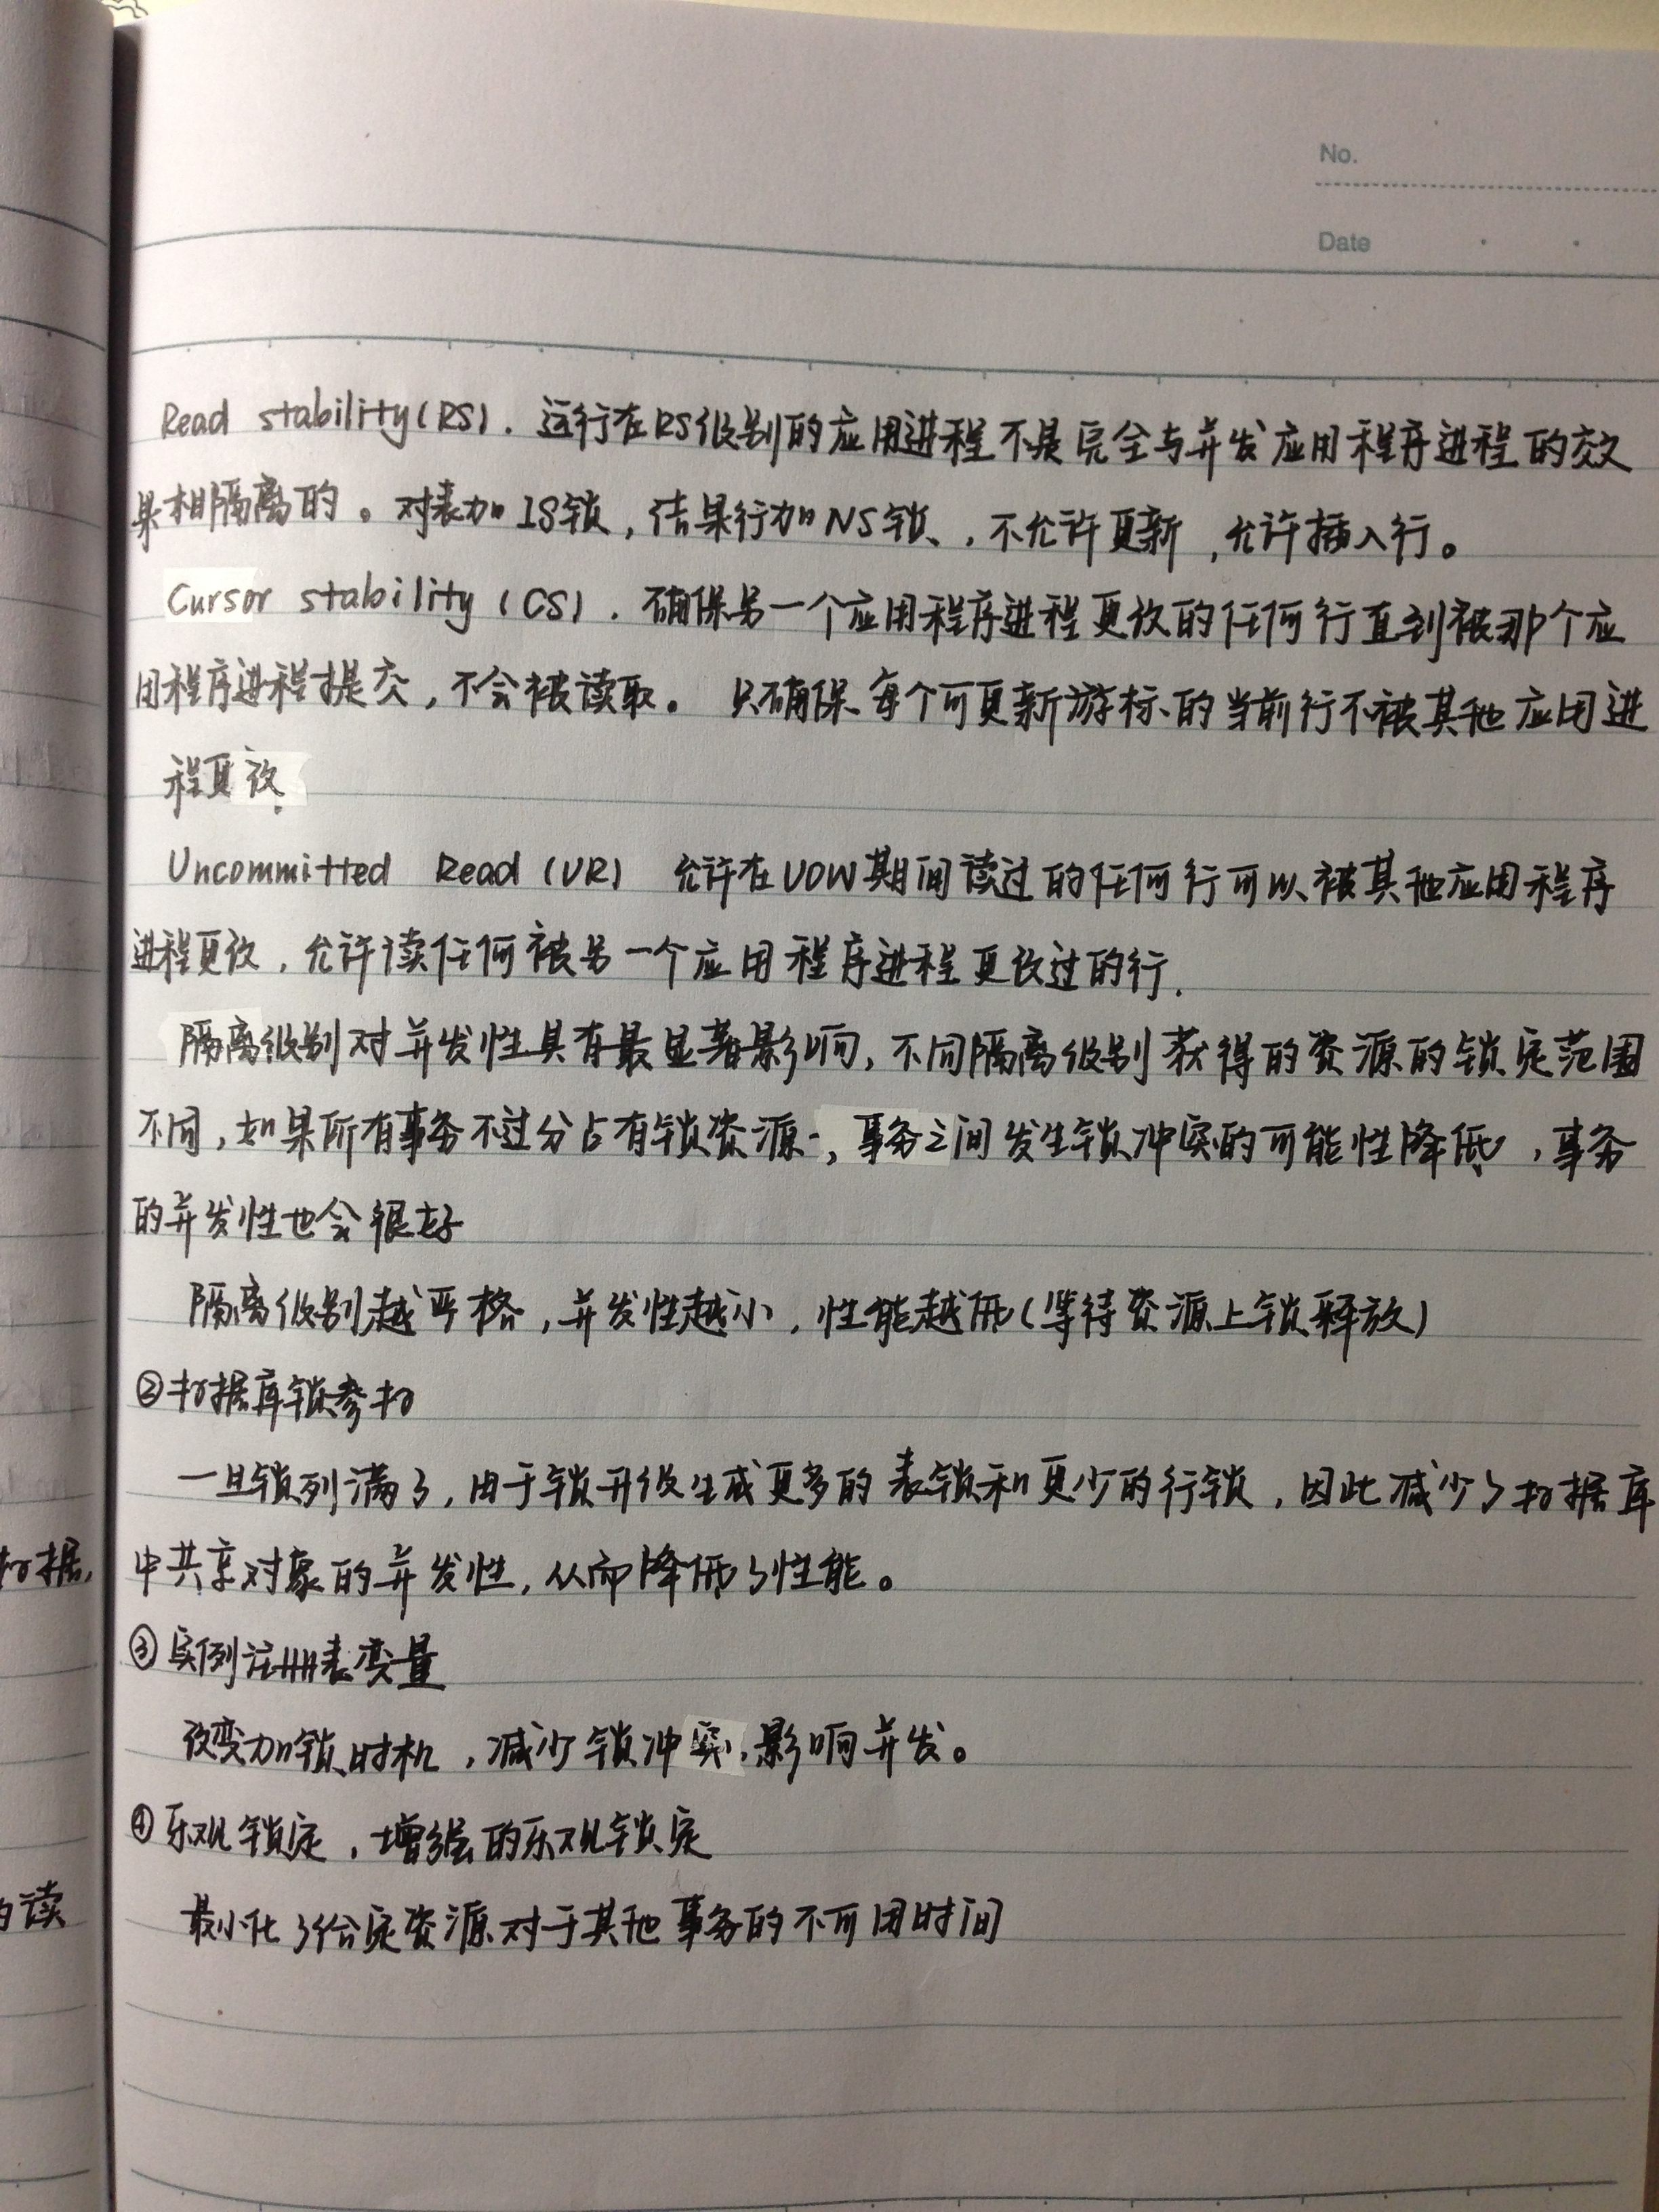 No.
Date
Read stability(RS). 运行在RS级别的应用进程不是完全与并发应用程序进程的效
果相隔离的。对表加IS锁,结果行加NS锁,不允许更新,允许插入行。
Cursor stability (CS). 确保另一个应用程序进程更改的任何行直到被那个应
用程序进程提交,不会被读取。只确保每个可更新游标的当前行不被其他应用进
程更改.
Uncommitted Read (UR) 允许在UOW期间读过的任何行可以被其他应用程序
进程更改,允许读任何被另一个应用程序进程更改过的行.
隔离级别对并发性具有最显著影响,不同隔离级别获得的资源的锁定范围
不同,如果所有事务不过分占有锁资源,事务之间发生锁冲突的可能性降低,事务
的并发性也会很好
隔离级别越严格,并发性越小,性能越低(等待资源上锁释放)
②数据库锁参数
一旦锁列满了,由于锁升级生成更多的表锁和更少的行锁,因此减少了数据库
中共享对象的并发性,从而降低了性能。
③实例注册表变量
改变加锁时机,减少锁冲突,影响并发。
④乐观锁定,增强的乐观锁定
最小化了给定资源对于其他事务的不可用时间
数据,
的读